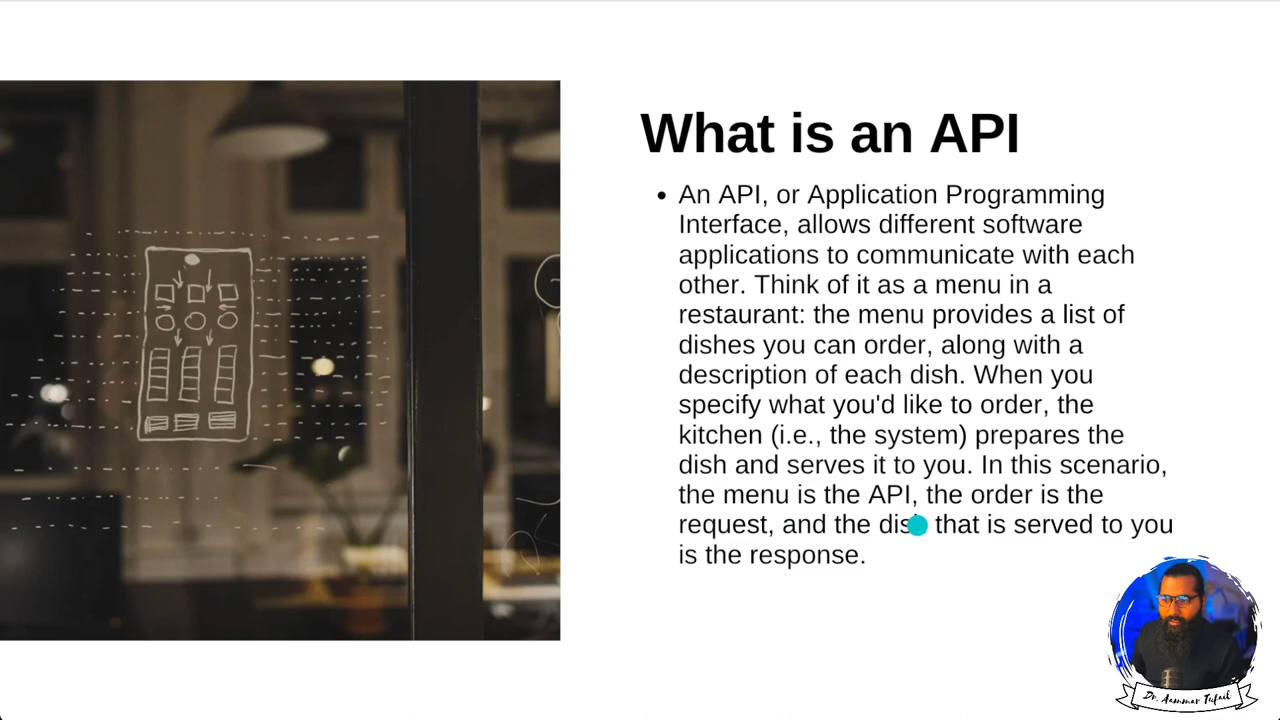 What is an API
• An API, or Application Programming
Interface, allows different software
applications to communicate with each
other. Think of it as a menu in a
restaurant: the menu provides a list of
dishes you can order, along with a
description of each dish. When you
specify what you'd like to order, the
kitchen (i.e., the system) prepares the
dish and serves it to you. In this scenario,
the menu is the API, the order is the
request, and the dish that is served to you
is the response.
Dr. Aammar Tufail